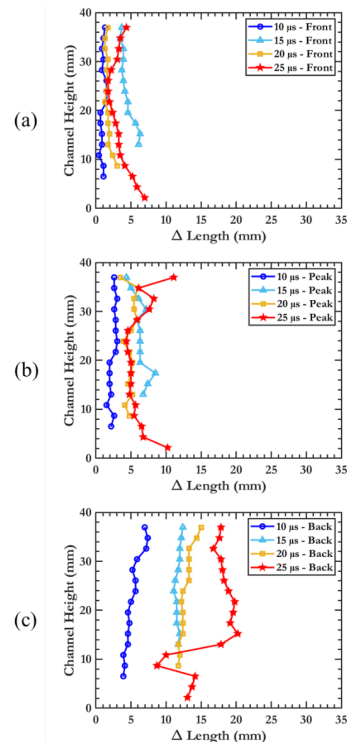 (a)
40
30
20
10
0
Channel Height (mm)
10 µs - Front
15 µs - Front
20 µs - Front
25 µs - Front
0 5 10 15 20 25 30 35
Δ Length (mm)
(b)
40
30
20
10
0
Channel Height (mm)
10 µs - Peak
15 µs - Peak
20 µs - Peak
25 µs - Peak
0 5 10 15 20 25 30 35
Δ Length (mm)
(c)
40
30
20
10
0
Channel Height (mm)
10 µs - Back
15 µs - Back
20 µs - Back
25 µs - Back
0 5 10 15 20 25 30 35
Δ Length (mm)